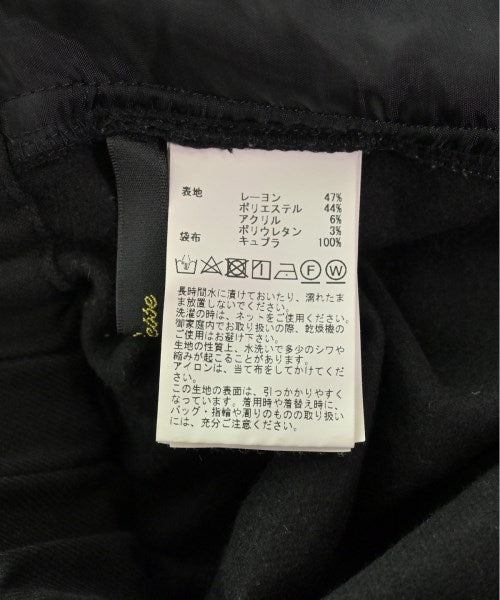 表地 レーヨン 47%
ポリエステル 44%
アクリル 6%
ポリウレタン 3%
袋布 キュプラ 100%
F W
長時間水に漬けておいたり、濡れたま
ま放置しないでください。
洗濯の時は、ネットをご使用ください。
御家庭内でお取り扱いの際、乾燥機の
ご使用はお避け下さい。
生地の性質上、水洗いで多少のシワや
縮みが起こることがあります。
アイロンは、当て布をしてかけてくだ
さい。
この生地の表面は、引っかかりやすく
なっています。着用時や着替え時に、
バッグ・指輪や周りのものの取り扱い
には、充分ご注意ください。